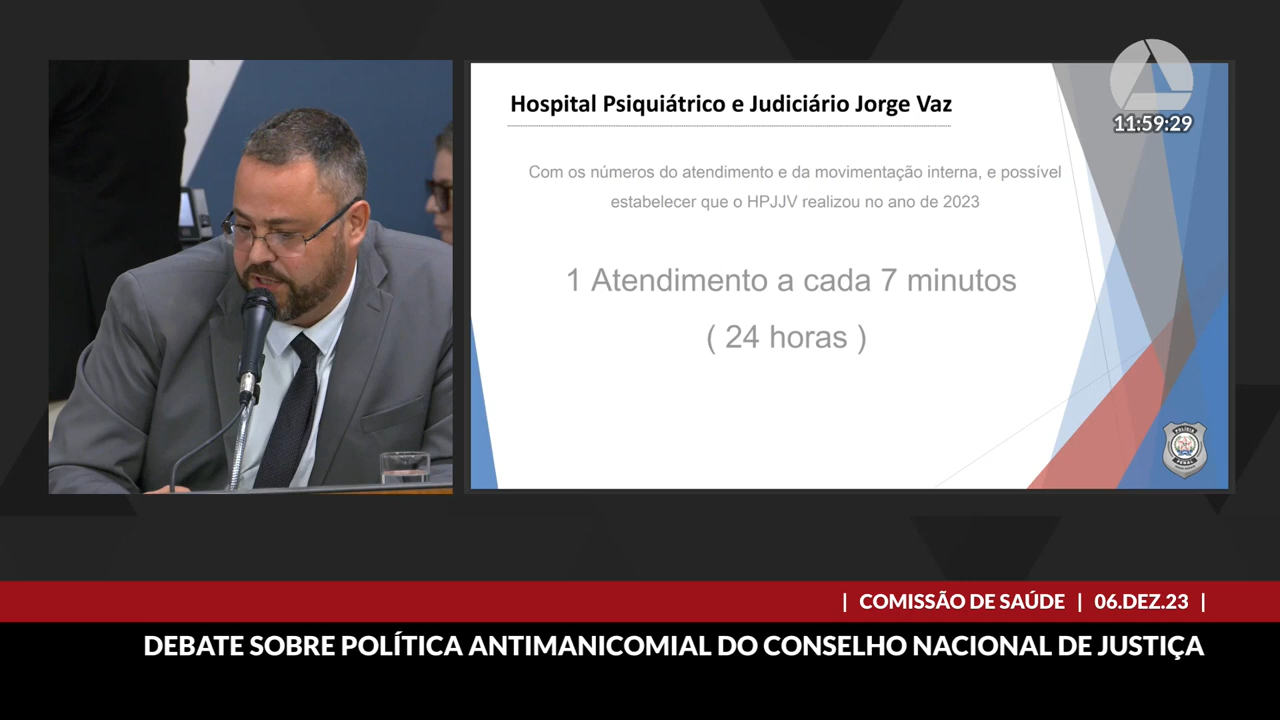 Hospital Psiquiátrico e Judiciário Jorge Vaz
11:59:29
Com os números do atendimento e da movimentação interna, e possível
estabelecer que o HPJJV realizou no ano de 2023
1 Atendimento a cada 7 minutos
( 24 horas )
POLÍCIA
PENAL
| COMISSÃO DE SAÚDE | 06.DEZ.23 |
DEBATE SOBRE POLÍTICA ANTIMANICOMIAL DO CONSELHO NACIONAL DE JUSTIÇA